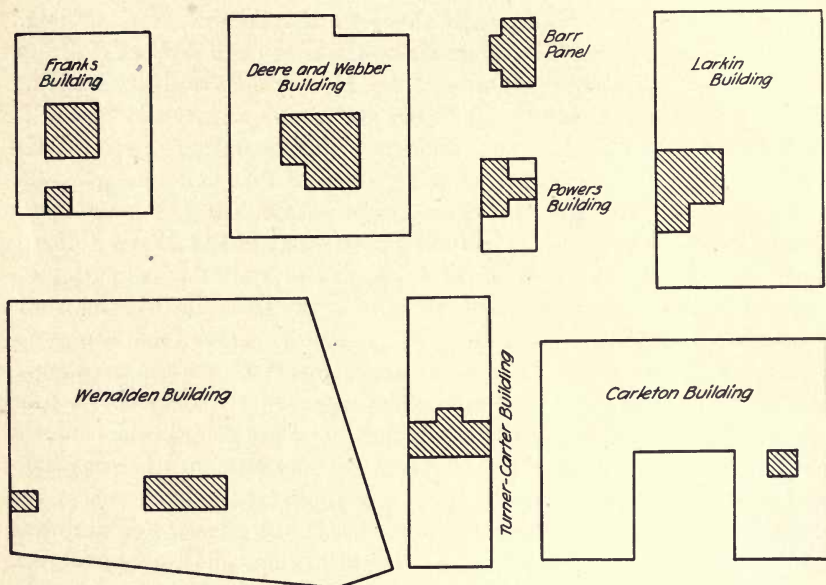 Franks
Building
Deere and Webber
Building
Barr
Panel
Larkin
Building
Powers
Building
Wenalden Building
Turner-Carter Building
Carleton Building